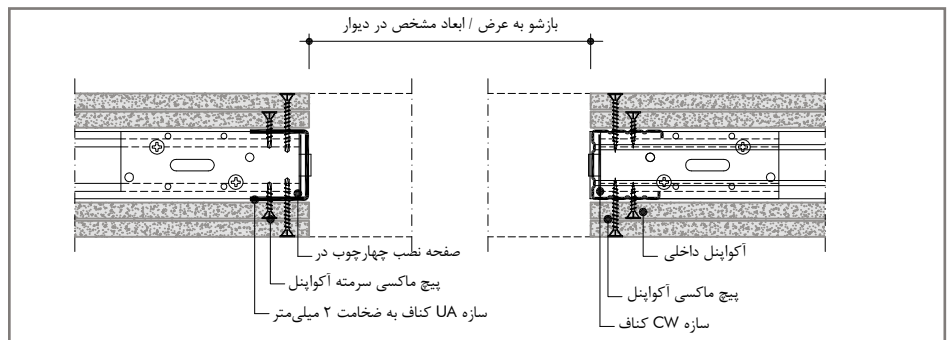 بازشو به عرض / ابعاد مشخص در دیوار
آکواپنل داخلی
پیچ ماکسی آکواپنل
سازه CW کناف
صفحه نصب چهارچوب در
پیچ ماکسی سرمته آکواپنل
سازه UA کناف به ضخامت ۲ میلی‌متر